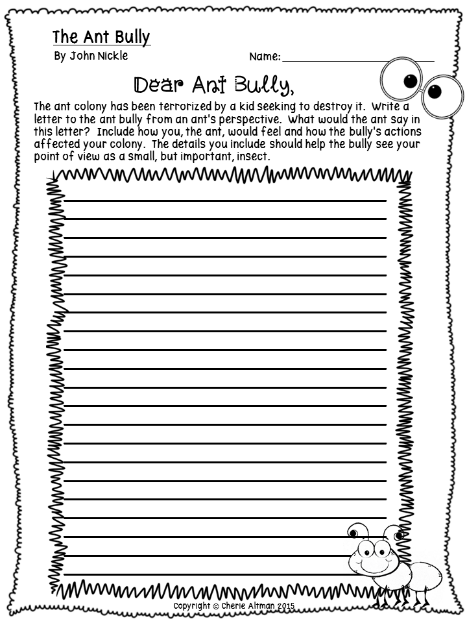 The Ant Bully
By John Nickle
Name:
Dear Ant Bully,
The ant colony has been terrorized by a kid seeking to destroy it. Write a
letter to the ant bully from an ant's perspective. What would the ant say in
this letter? Include how you, the ant, would feel and how the bully's actions
affected your colony. The details you include should help the bully see your
point of view as a small, but important, insect.
Copyright © Cherie Altman 2015